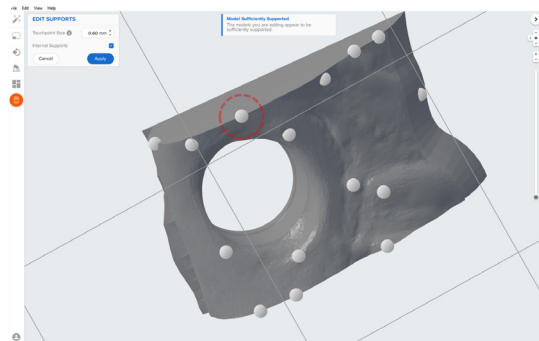 File Edit View Help
EDIT SUPPORTS
Touchpoint Size
0.60 mm
Internal Supports
Cancel
Apply
Model Sufficiently Supported
The models you are editing appear to be
sufficiently supported.